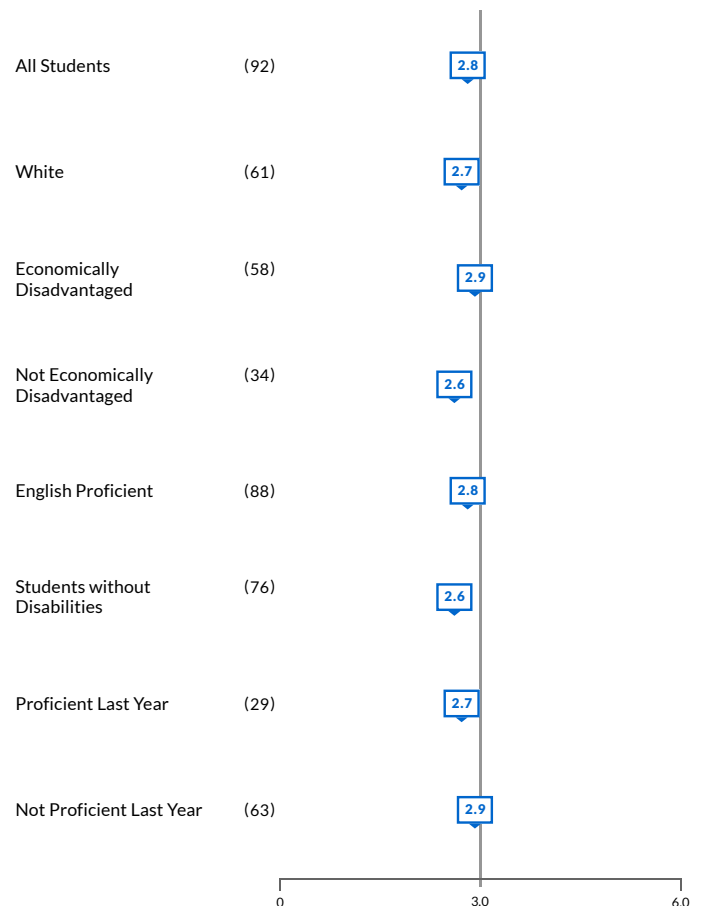 All Students (92) 2.8
White (61) 2.7
Economically (58)
Disadvantaged 2.9
Not Economically (34)
Disadvantaged 2.6
English Proficient (88) 2.8
Students without (76)
Disabilities 2.6
Proficient Last Year (29) 2.7
Not Proficient Last Year (63) 2.9
0 3.0 6.0